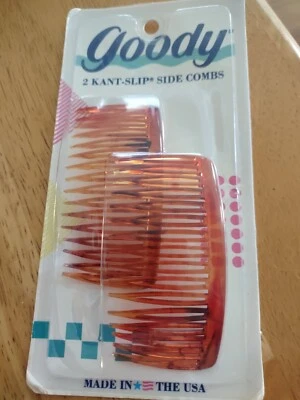 goody
2 KANT-SLIP® SIDE COMBS
MADE IN THE USA